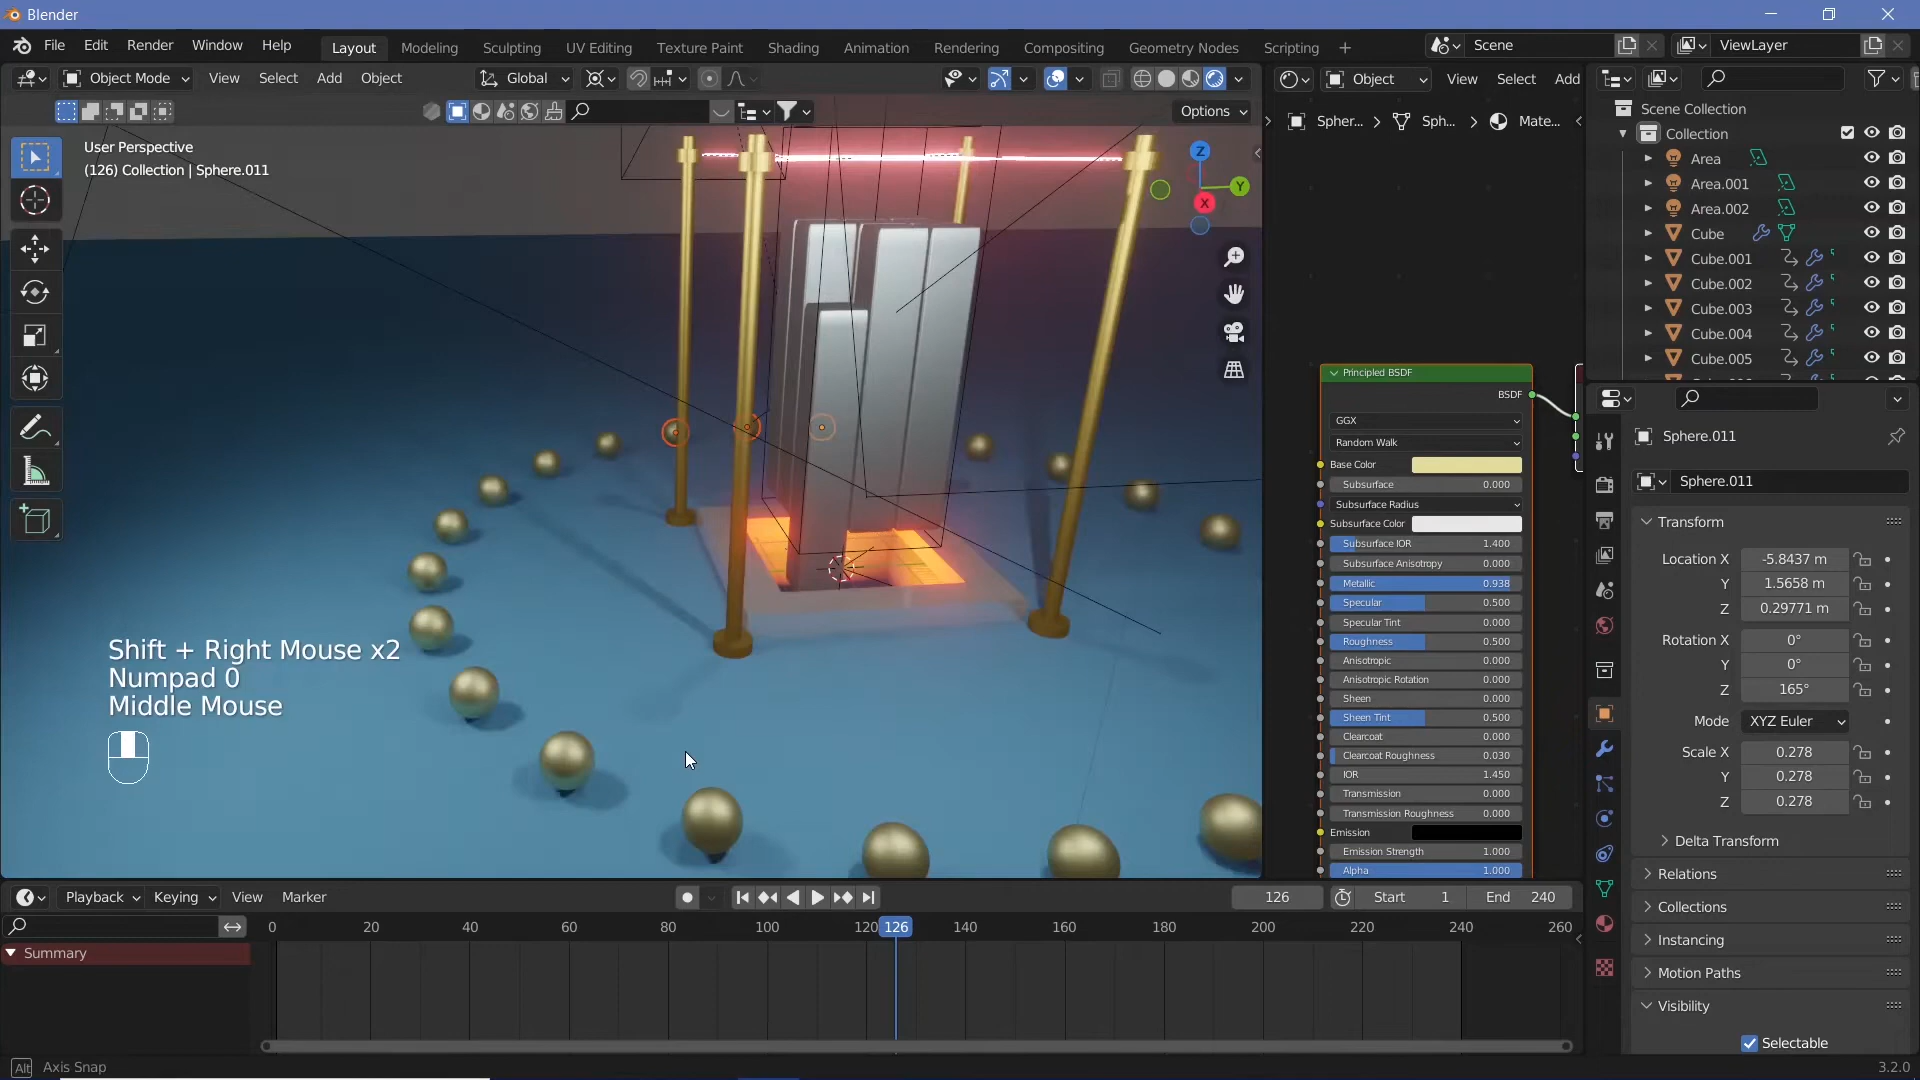 Blender
File Edit Render Window Help
Layout Modeling Sculpting UV Editing Texture Paint Shading Animation Rendering Compositing Geometry Nodes Scripting
Scene
ViewLayer
Object Mode View Select Add Object
Global
Object View Select Add
Options
User Perspective
(126) Collection | Sphere.011
Z
Y
X
Spher... Sph... Mate...
Scene Collection
Collection
Area
Area.001
Area.002
Cube
Cube.001
Cube.002
Cube.003
Cube.004
Cube.005
Shift + Right Mouse x2
Numpad 0
Middle Mouse
Principled BSDF
BSDF
GGX
Random Walk
Base Color
Subsurface 0.000
Subsurface Radius
Subsurface Color
Subsurface IOR 1.400
Subsurface Anisotropy 0.000
Metallic 0.938
Specular 0.500
Specular Tint 0.000
Roughness 0.500
Anisotropic 0.000
Anisotropic Rotation 0.000
Sheen 0.000
Sheen Tint 0.500
Clearcoat 0.000
Clearcoat Roughness 0.030
IOR 1.450
Transmission 0.000
Transmission Roughness 0.000
Emission
Emission Strength 1.000
Alpha 1.000
Sphere.011
Sphere.011
Transform
Location X -5.8437 m
Y 1.5658 m
Z 0.29771 m
Rotation X 0°
Y 0°
Z 165°
Mode XYZ Euler
Scale X 0.278
Y 0.278
Z 0.278
Delta Transform
Relations
Collections
Instancing
Motion Paths
Visibility
Selectable
Playback Keying View Marker
126
Start 1 End 240
0 20 40 60 80 100 120 126 140 160 180 200 220 240 260
Summary
Alt Axis Snap
3.2.0